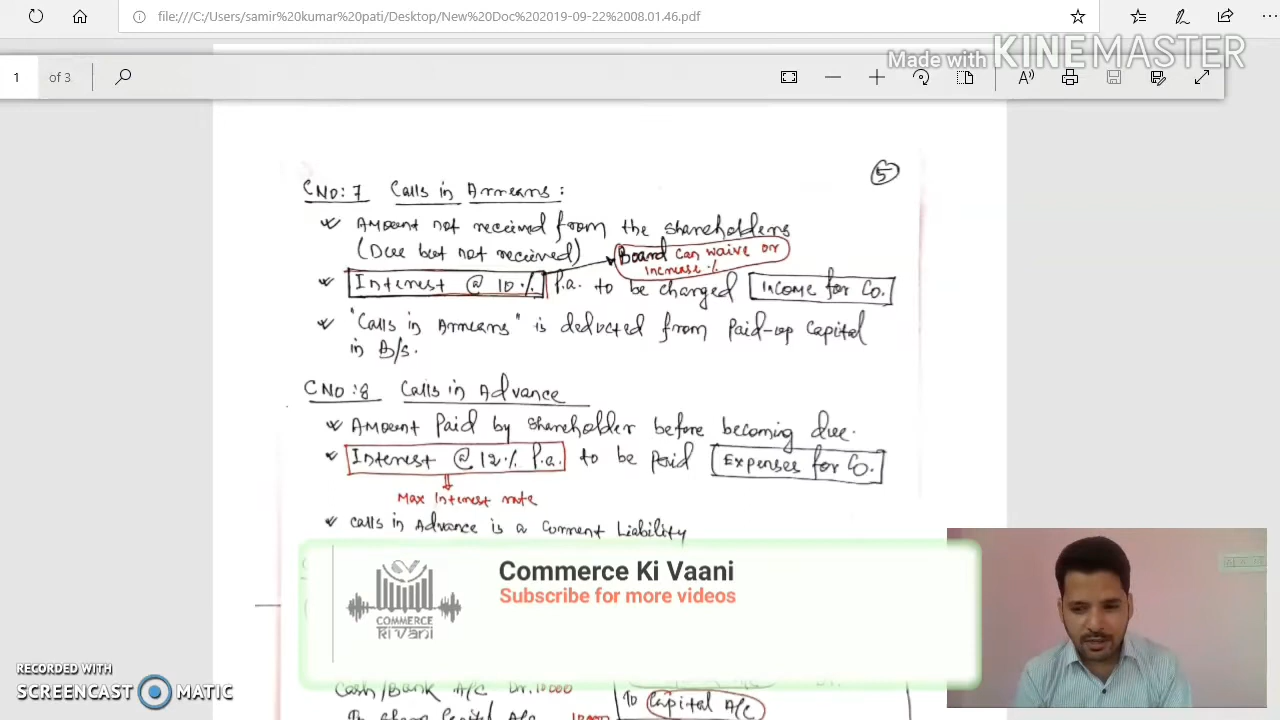 file:///C:/Users/samir%20kumar%20pati/Desktop/New%20Doc%202019-09-22%2008.01.46.pdf
Made with KINEMASTER
1 of 3
5
CNO:7 Calls in Arrears:
Amount not received from the shareholders
(Due but not received) Board can waive or
increase %
Interest @ 10% p.a. to be charged Income for Co.
"Calls in Arrears" is deducted from Paid-up Capital
in B/S.
CNO:8 Calls in Advance
Amount Paid by shareholder before becoming due.
Interest @ 12% p.a. to be paid Expenses for Co.
Max Interest rate
calls in Advance is a Current Liability
Commerce Ki Vaani
Subscribe for more videos
COMMERCE
Ki Vani
Cash/Bank A/c Dr. 10000
To Capital A/c
To Share Capital A/c
RECORDED WITH
SCREENCAST MATIC